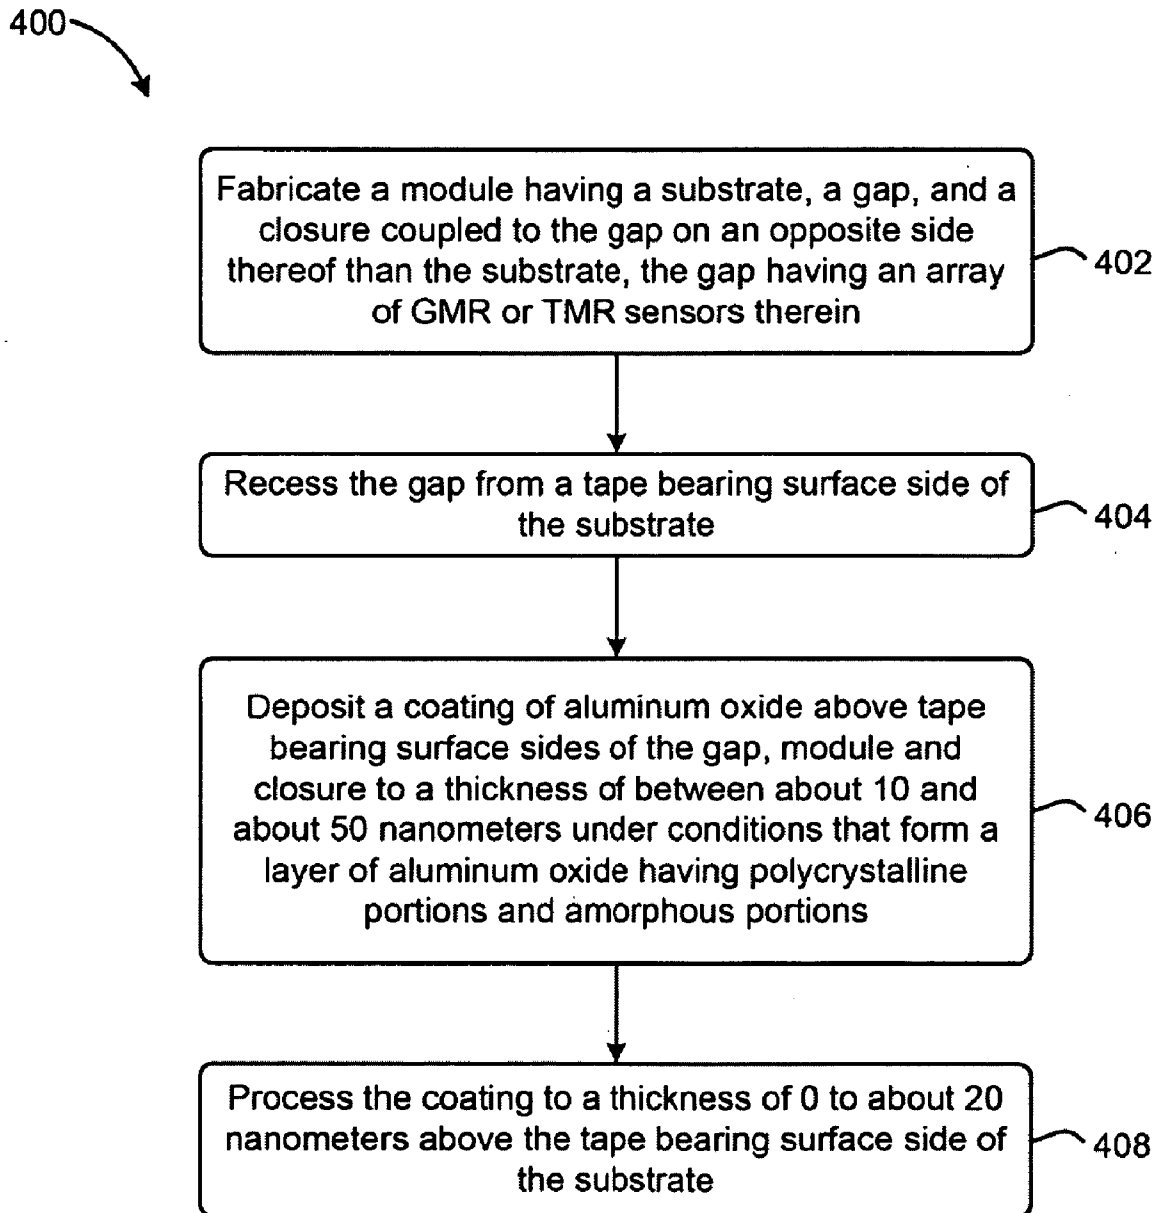 400
Fabricate a module having a substrate, a gap, and a
closure coupled to the gap on an opposite side
thereof than the substrate, the gap having an array
of GMR or TMR sensors therein
402
Recess the gap from a tape bearing surface side of
the substrate
404
Deposit a coating of aluminum oxide above tape
bearing surface sides of the gap, module and
closure to a thickness of between about 10 and
about 50 nanometers under conditions that form a
layer of aluminum oxide having polycrystalline
portions and amorphous portions
406
Process the coating to a thickness of 0 to about 20
nanometers above the tape bearing surface side of
the substrate
408